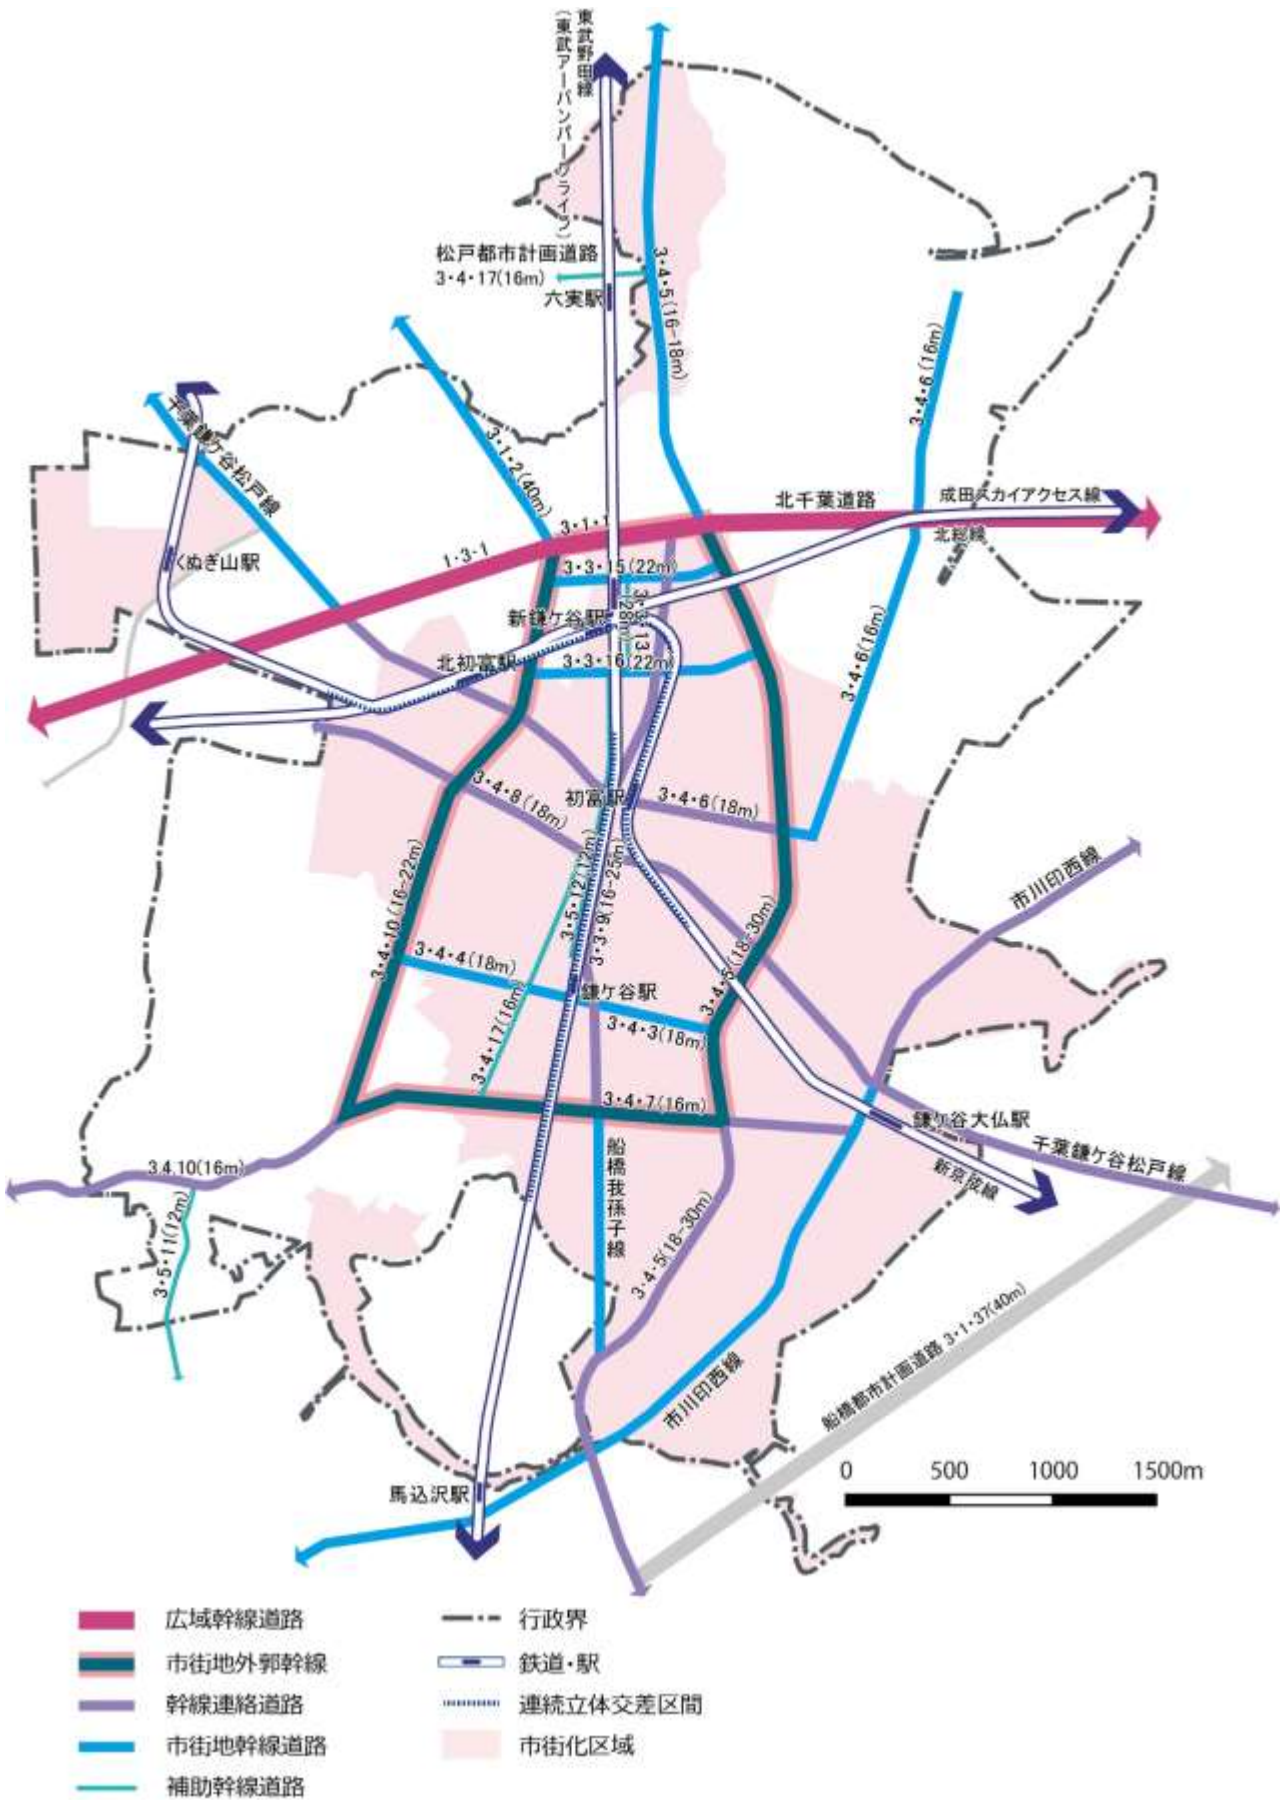 東武野田線
（東武アーバンパークライン）
松戸都市計画道路
3・4・17(16m)
六実駅
3・4・5(16-18m)
3・4・6(16m)
千葉鎌ケ谷松戸線
3・1・2(40m)
北千葉道路
成田スカイアクセス線
北総線
3・1・1
1・3・1
くぬぎ山駅
3・3・15(22m)
新鎌ケ谷駅
北初富駅
3・3・16(22m)
3・4・6(16m)
3・4・8(18m)
初富駅
3・4・6(18m)
市川印西線
3・4・10(16-22m)
3・5・12(12m)
3・3・9(16-25m)
3・4・4(18m)
3・4・5(18-30m)
鎌ケ谷駅
3・4・3(18m)
3・4・17(16m)
3・4・7(16m)
鎌ケ谷大仏駅
千葉鎌ケ谷松戸線
新京成線
船橋我孫子線
3.4.10(16m)
3・5・11(12m)
3・4・5(18-30m)
船橋都市計画道路 3・1・37(40m)
市川印西線
馬込沢駅
0 500 1000 1500m
広域幹線道路
市街地外郭幹線
幹線連絡道路
市街地幹線道路
補助幹線道路
行政界
鉄道・駅
連続立体交差区間
市街化区域